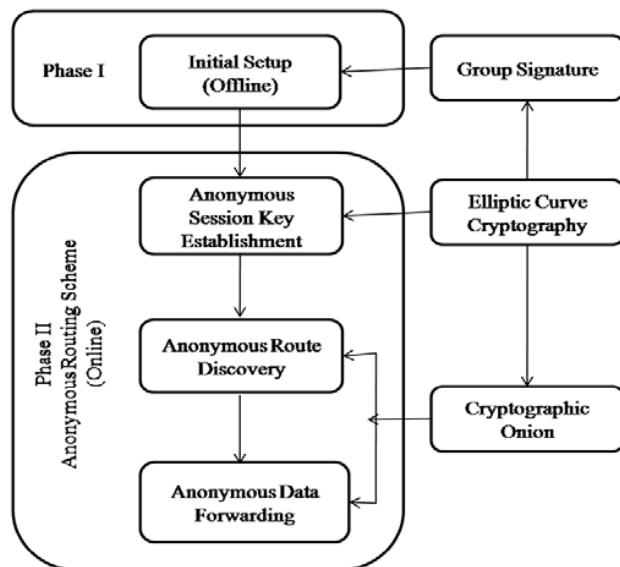 Phase I
Initial Setup
(Offline)
Group Signature
Anonymous
Session Key
Establishment
Elliptic Curve
Cryptography
Phase II
Anonymous Routing Scheme
(Online)
Anonymous Route
Discovery
Cryptographic
Onion
Anonymous Data
Forwarding